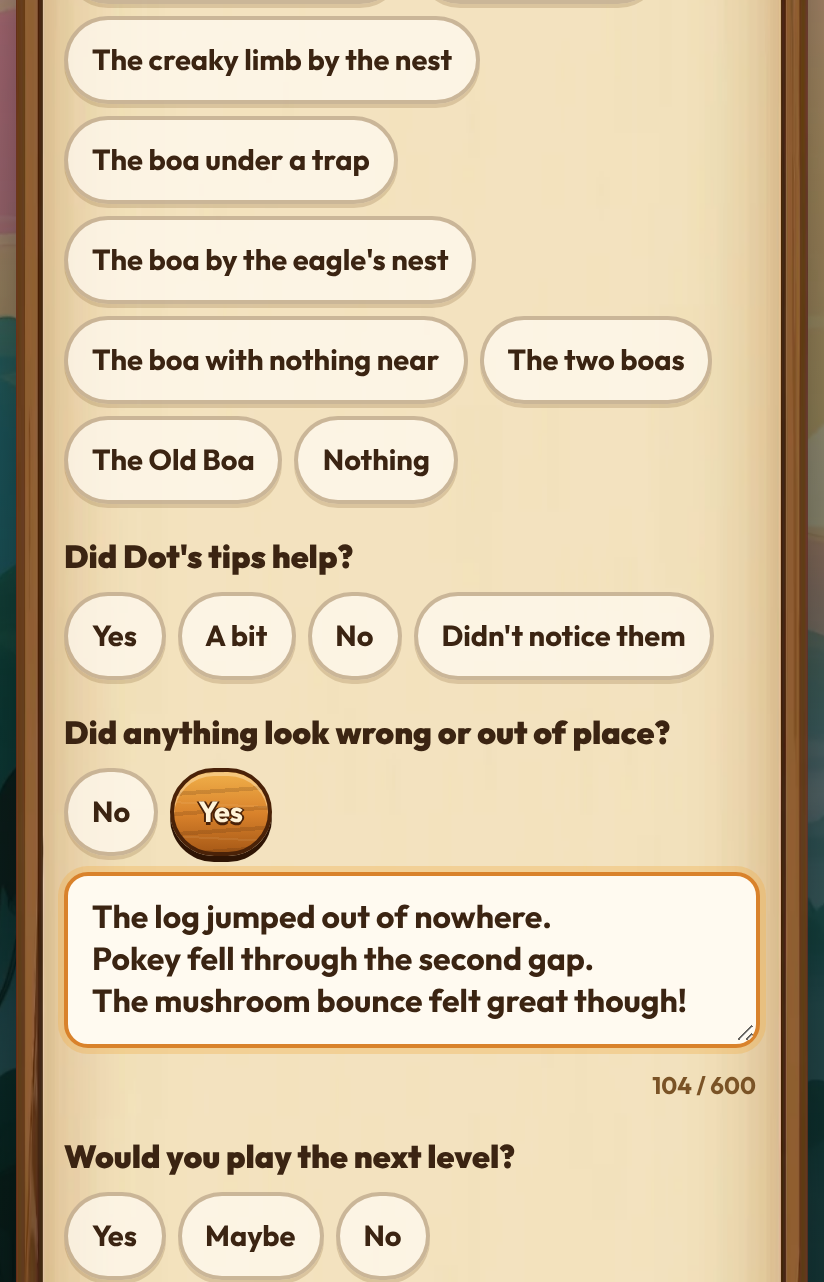 The creaky limb by the nest
The boa under a trap
The boa by the eagle's nest
The boa with nothing near
The two boas
The Old Boa
Nothing
Did Dot's tips help?
Yes
A bit
No
Didn't notice them
Did anything look wrong or out of place?
No
Yes
The log jumped out of nowhere.
Pokey fell through the second gap.
The mushroom bounce felt great though!
104 / 600
Would you play the next level?
Yes
Maybe
No